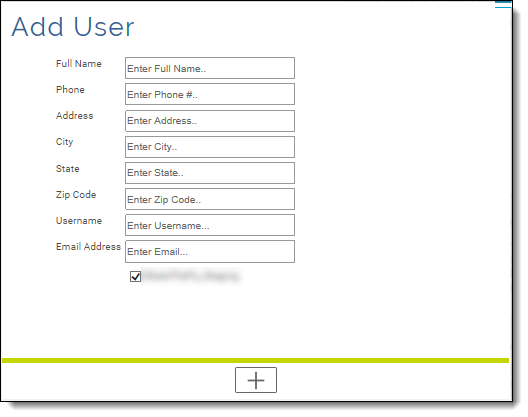 Add User
Full Name Enter Full Name..
Phone Enter Phone #..
Address Enter Address..
City Enter City..
State Enter State..
Zip Code Enter Zip Code..
Username Enter Username...
Email Address Enter Email...